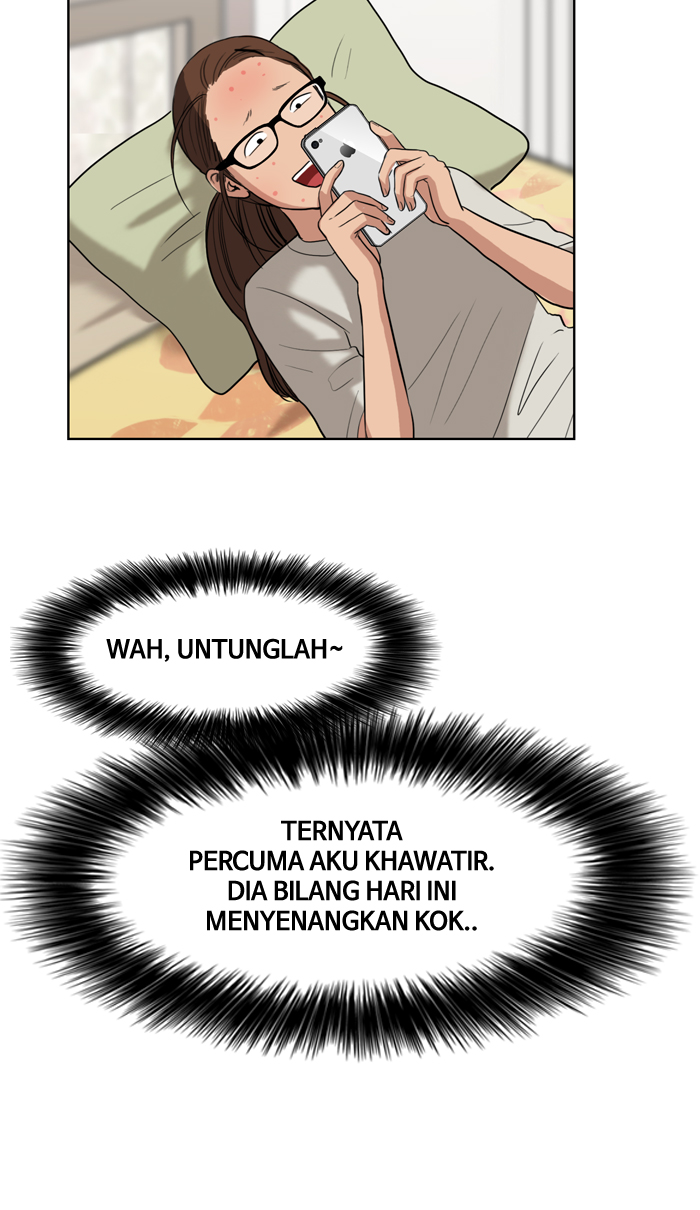 WAH, UNTUNGLAH~
TERNYATA
PERCUMA AKU KHAWATIR.
DIA BILANG HARI INI
MENYENANGKAN KOK..